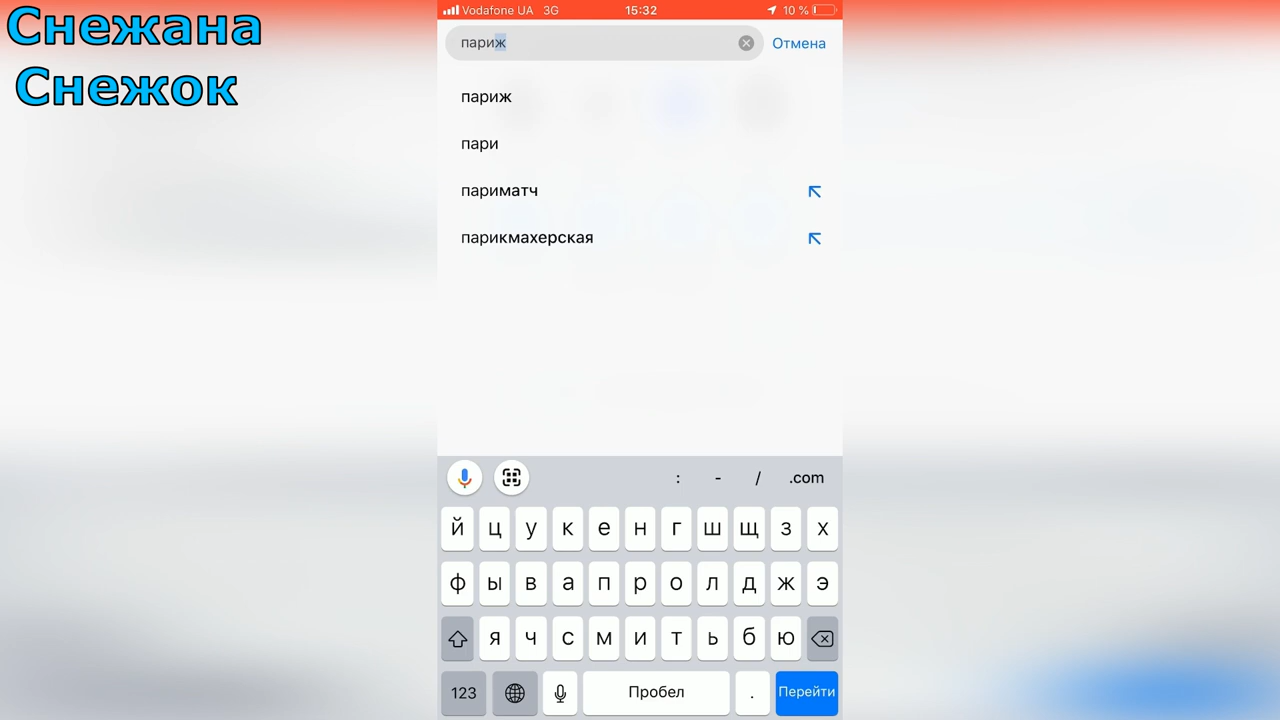 Снежана
Снежок
Vodafone UA 3G 15:32 10 %
париж Отмена
париж
пари
париматч
парикмахерская
: - / .com
й ц у к е н г ш щ з х
ф ы в а п р о л д ж э
я ч с м и т ь б ю
123 Пробел . Перейти